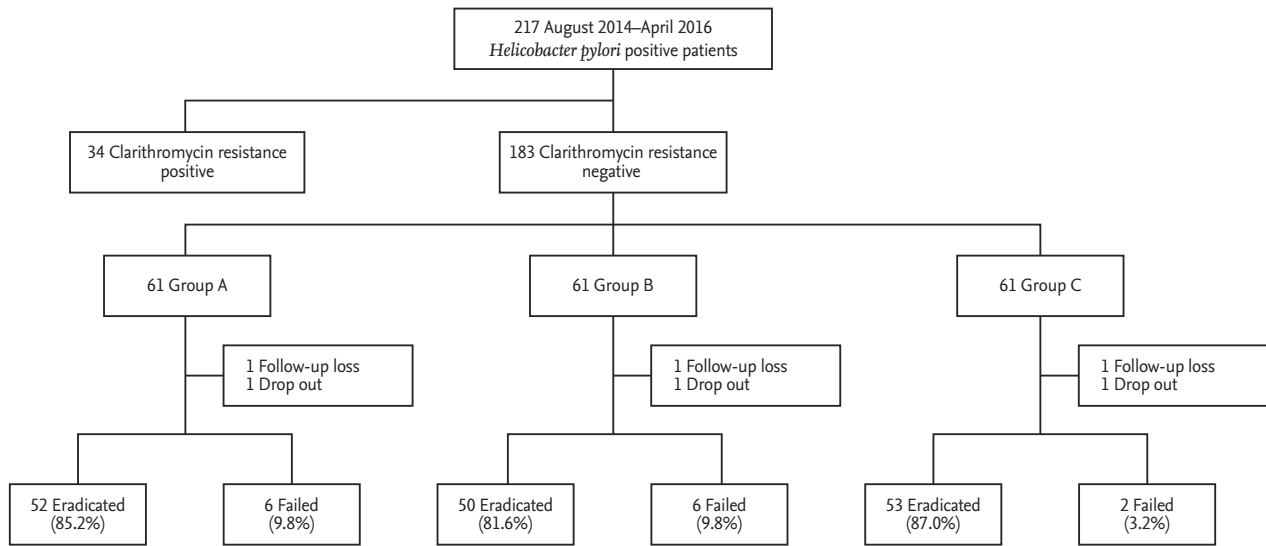 217 August 2014–April 2016
Helicobacter pylori positive patients
34 Clarithromycin resistance
positive
183 Clarithromycin resistance
negative
61 Group A
61 Group B
61 Group C
1 Follow-up loss
1 Drop out
1 Follow-up loss
1 Drop out
1 Follow-up loss
1 Drop out
52 Eradicated
(85.2%)
6 Failed
(9.8%)
50 Eradicated
(81.6%)
6 Failed
(9.8%)
53 Eradicated
(87.0%)
2 Failed
(3.2%)